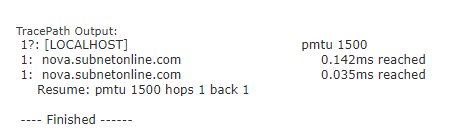 TracePath Output:
1?: [LOCALHOST] pmtu 1500
1: nova.subnetonline.com 0.142ms reached
1: nova.subnetonline.com 0.035ms reached
Resume: pmtu 1500 hops 1 back 1
---- Finished ------